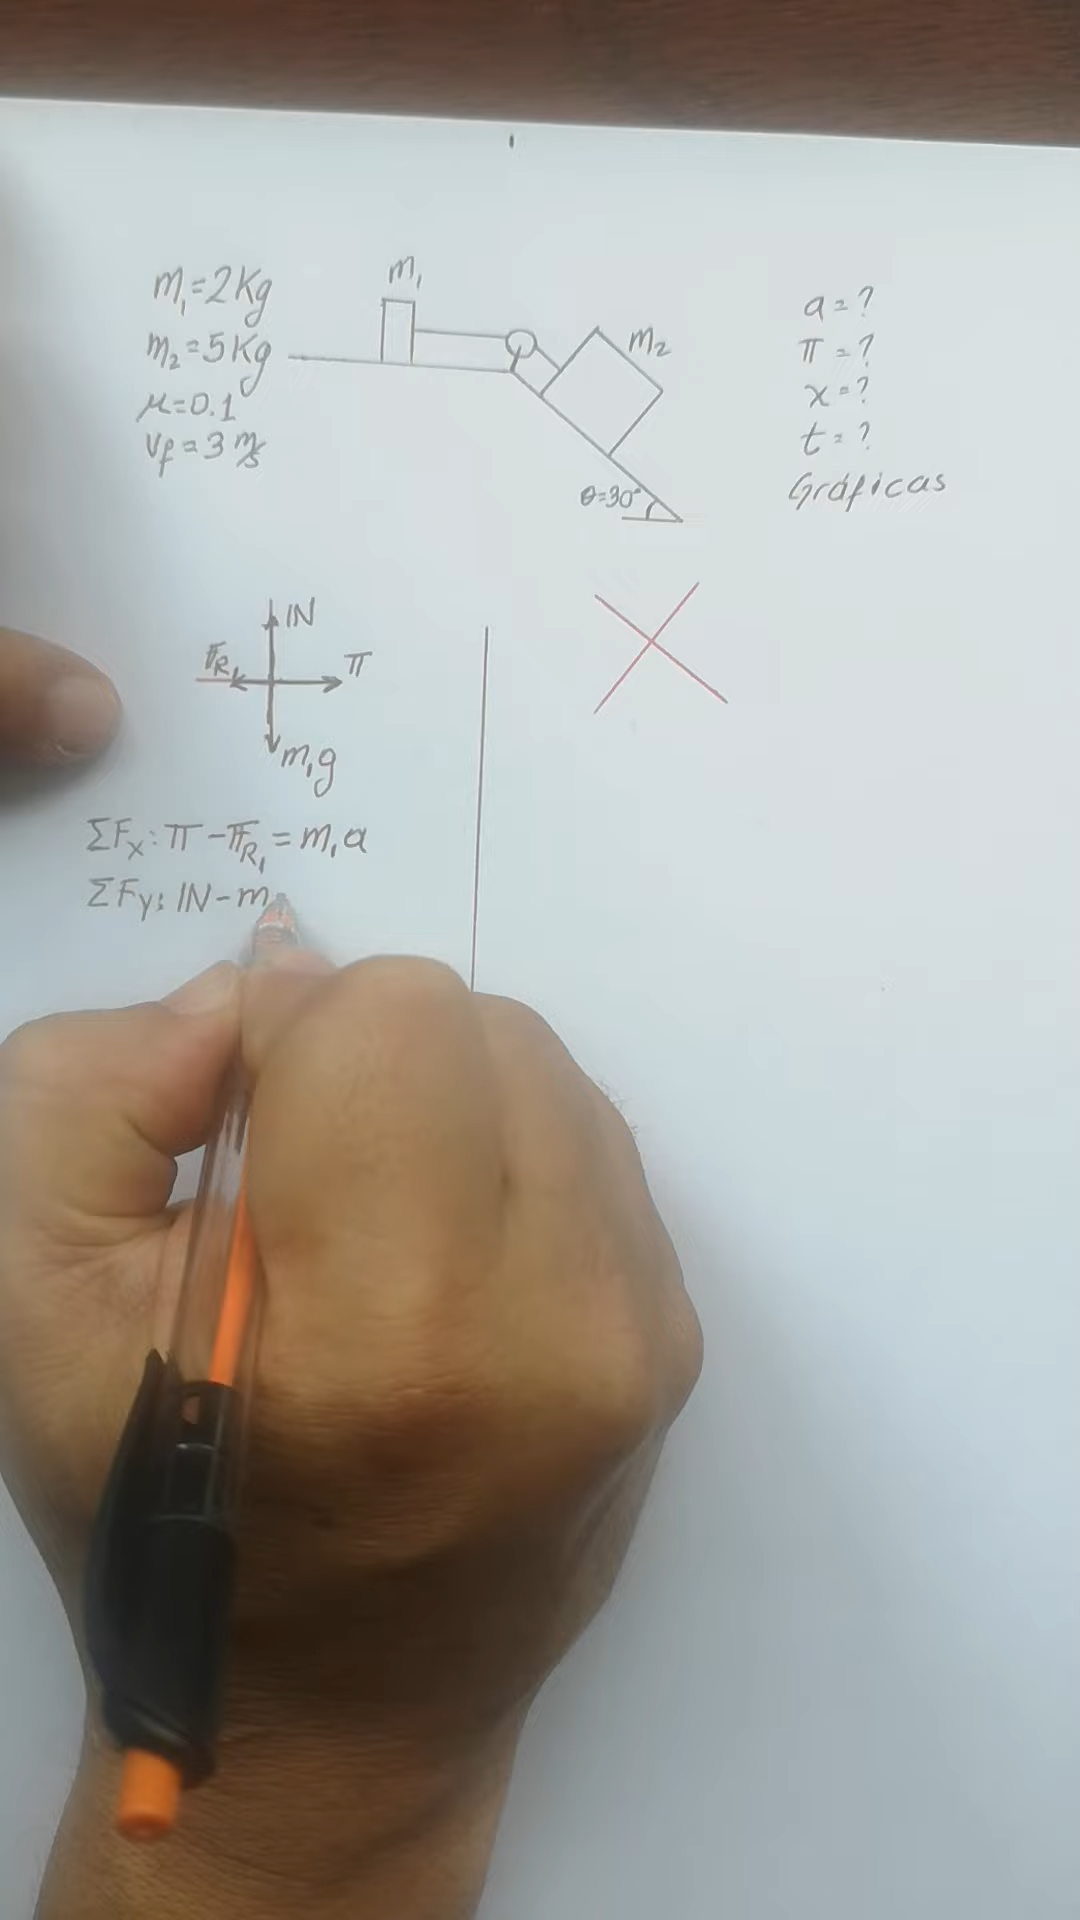 m₁=2Kg
m₂=5Kg
μ=0.1
Vf=3 m/s
m₁
m₂
θ=30°
a=?
T=?
x=?
t=?
Gráficas
N
FR₁
T
m₁g
ΣFx: T-FR₁=m₁a
ΣFy: N-m